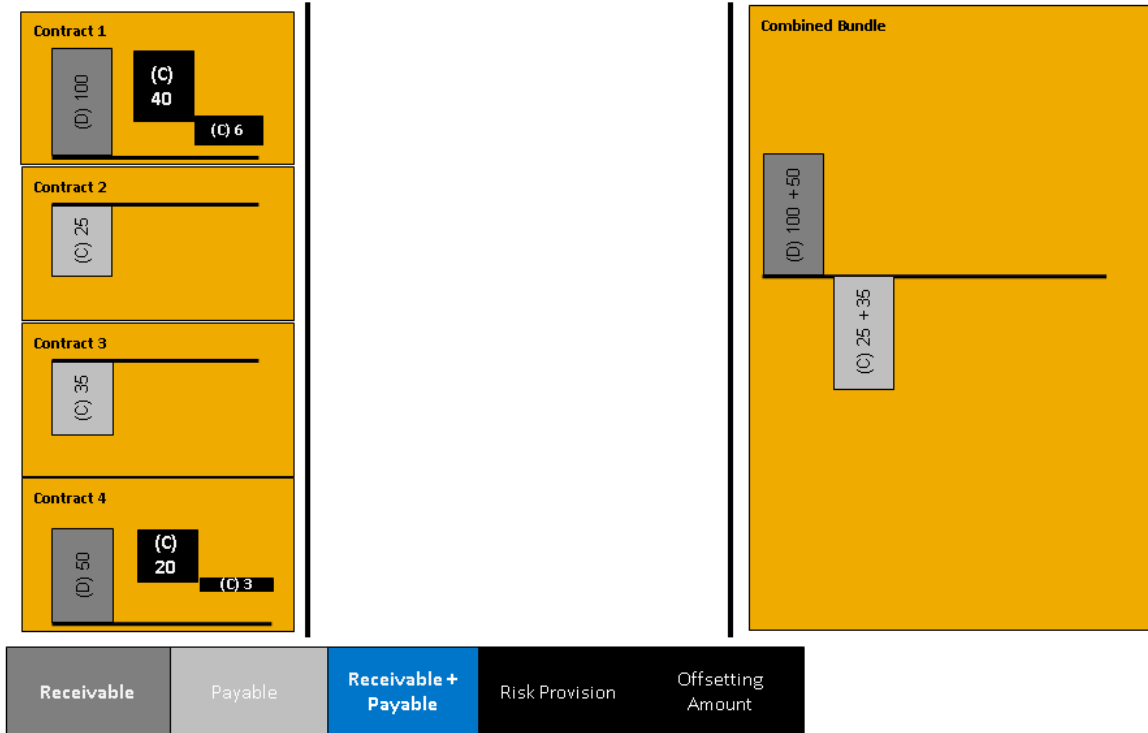 Contract 1
(D) 100
(C)
40
(C) 6
Contract 2
(C) 25
Contract 3
(C) 35
Contract 4
(D) 50
(C)
20
(C) 3
Combined Bundle
(D) 100 +50
(C) 25 +35
Receivable
Payable
Receivable +
Payable
Risk Provision
Offsetting
Amount